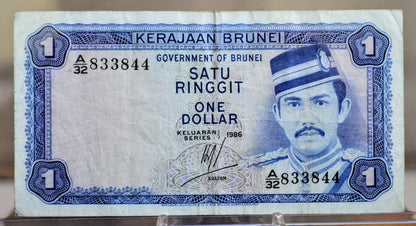 1 KERAJAAN BRUNEI 1
GOVERNMENT OF BRUNEI
A/32 833844
SATU
RINGGIT
ONE
DOLLAR
KELUARAN
SERIES 1986
SULTAN
A/32 833844
1 1